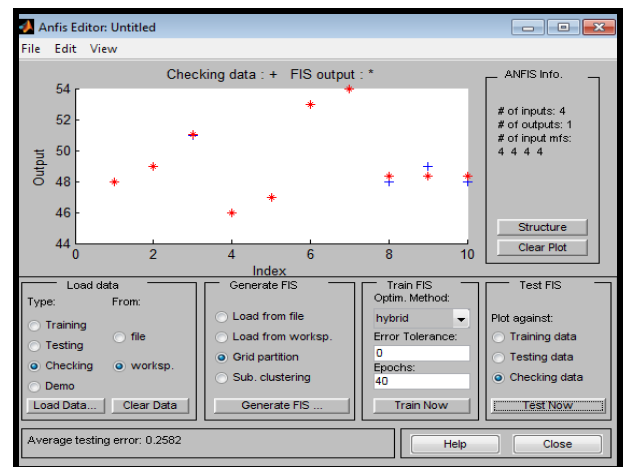 Anfis Editor: Untitled
File Edit View
Checking data : + FIS output : *
54
52
50
48
46
44
Output
0 2 4 6 8 10
Index
ANFIS Info.
# of inputs: 4
# of outputs: 1
# of input mfs:
4 4 4 4
Structure
Clear Plot
Load data
Type: From:
Training
Testing
Checking
Demo
file
worksp.
Load Data... Clear Data
Generate FIS
Load from file
Load from worksp.
Grid partition
Sub. clustering
Generate FIS ...
Train FIS
Optim. Method:
hybrid
Error Tolerance:
0
Epochs:
40
Train Now
Test FIS
Plot against:
Training data
Testing data
Checking data
Test Now
Average testing error: 0.2582
Help Close